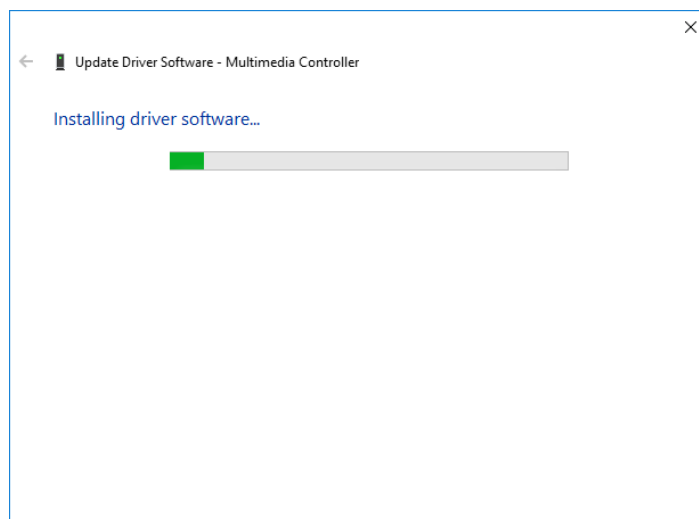 Update Driver Software - Multimedia Controller
Installing driver software...